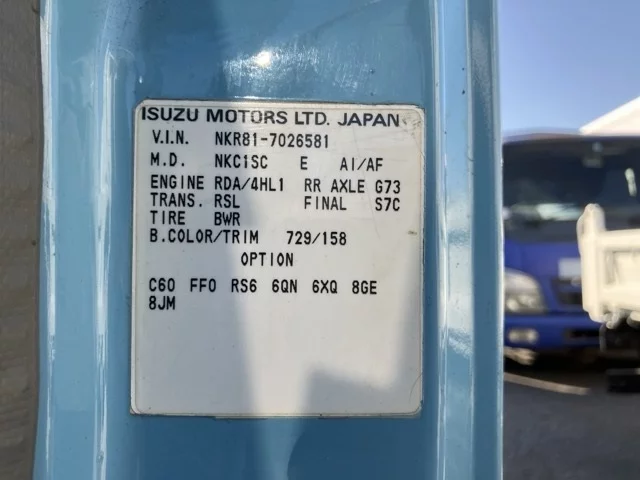 ISUZU MOTORS LTD. JAPAN
V.I.N. NKR81-7026581
M.D. NKC1SC E AI/AF
ENGINE RDA/4HL1 RR AXLE G73
TRANS. RSL FINAL S7C
TIRE BWR
B.COLOR/TRIM 729/158
OPTION
C60 FF0 RS6 6QN 6XQ 8GE
8JM